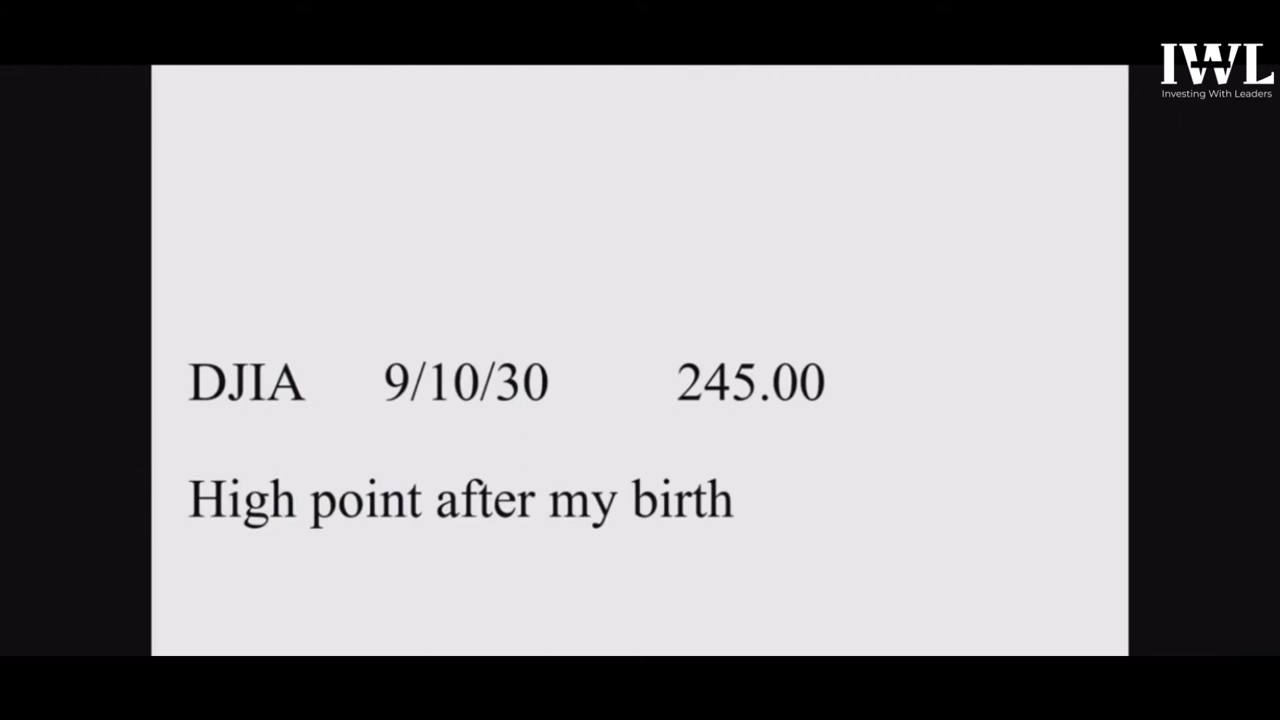 IWL
Investing With Leaders
DJIA 9/10/30 245.00
High point after my birth